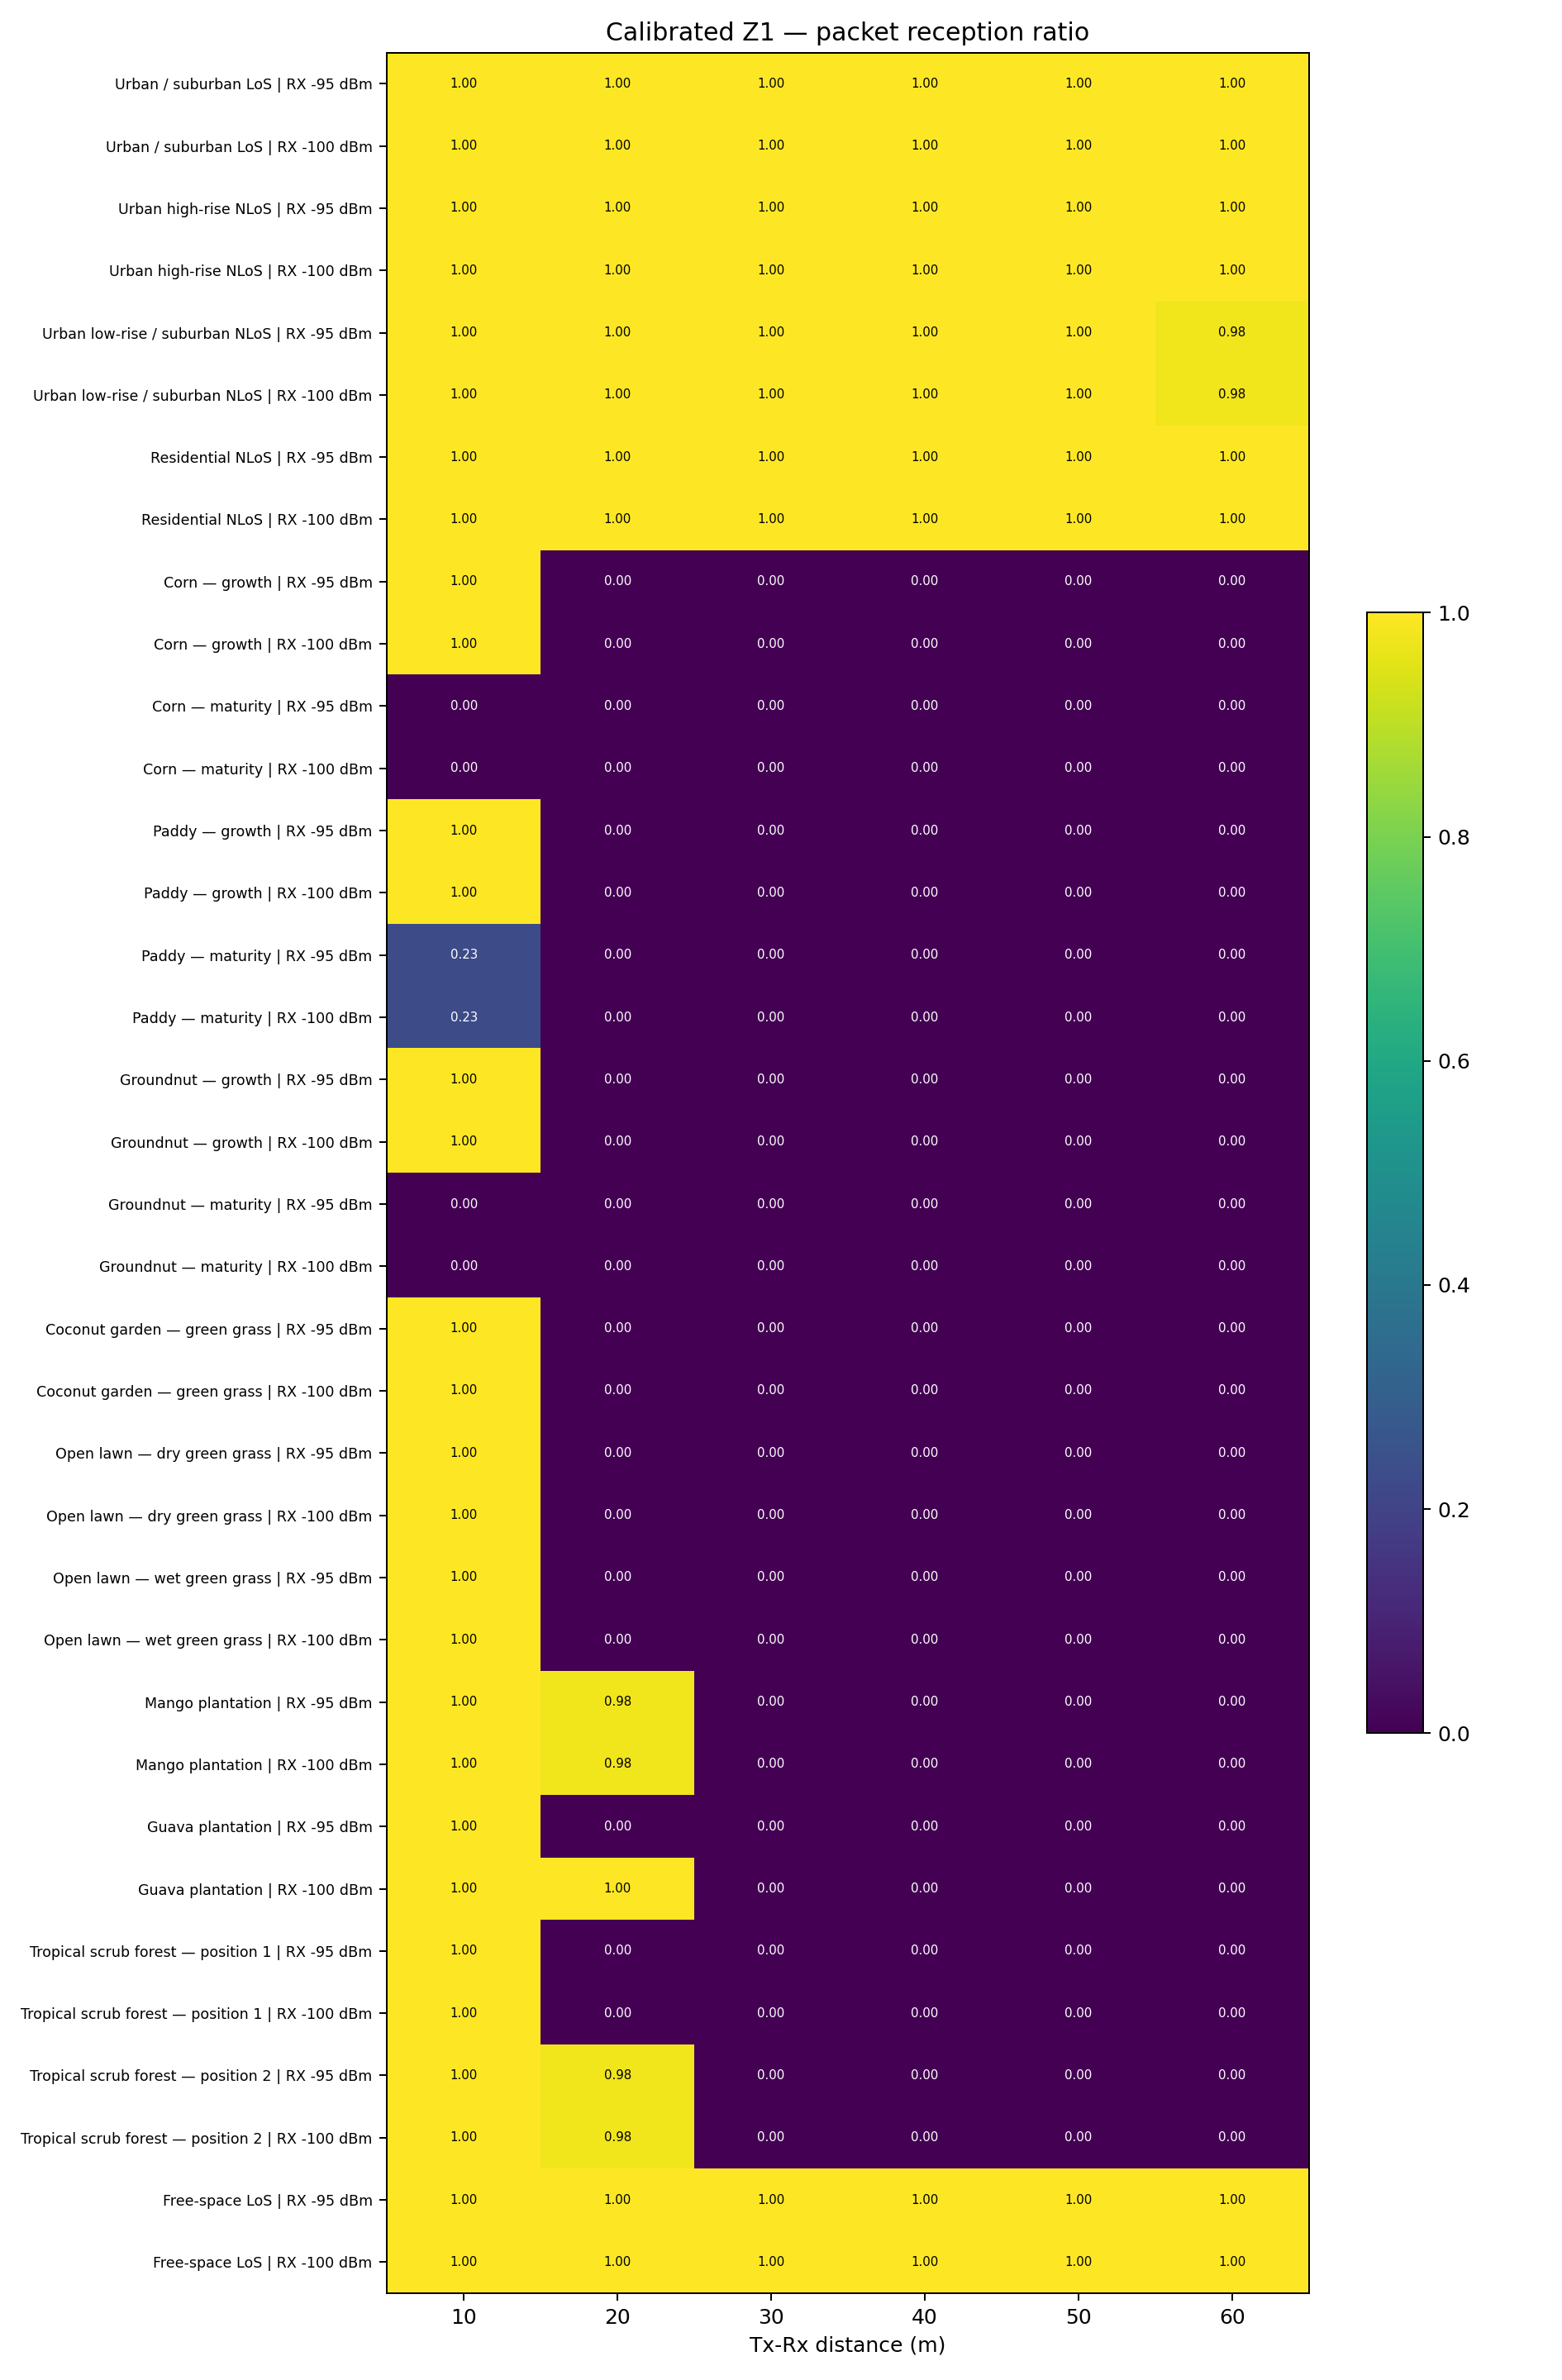 Calibrated Z1 — packet reception ratio
Urban / suburban LoS | RX -95 dBm 1.00 1.00 1.00 1.00 1.00 1.00
Urban / suburban LoS | RX -100 dBm 1.00 1.00 1.00 1.00 1.00 1.00
Urban high-rise NLoS | RX -95 dBm 1.00 1.00 1.00 1.00 1.00 1.00
Urban high-rise NLoS | RX -100 dBm 1.00 1.00 1.00 1.00 1.00 1.00
Urban low-rise / suburban NLoS | RX -95 dBm 1.00 1.00 1.00 1.00 1.00 0.98
Urban low-rise / suburban NLoS | RX -100 dBm 1.00 1.00 1.00 1.00 1.00 0.98
Residential NLoS | RX -95 dBm 1.00 1.00 1.00 1.00 1.00 1.00
Residential NLoS | RX -100 dBm 1.00 1.00 1.00 1.00 1.00 1.00
Corn — growth | RX -95 dBm 1.00 0.00 0.00 0.00 0.00 0.00
Corn — growth | RX -100 dBm 1.00 0.00 0.00 0.00 0.00 0.00
Corn — maturity | RX -95 dBm 0.00 0.00 0.00 0.00 0.00 0.00
Corn — maturity | RX -100 dBm 0.00 0.00 0.00 0.00 0.00 0.00
Paddy — growth | RX -95 dBm 1.00 0.00 0.00 0.00 0.00 0.00
Paddy — growth | RX -100 dBm 1.00 0.00 0.00 0.00 0.00 0.00
Paddy — maturity | RX -95 dBm 0.23 0.00 0.00 0.00 0.00 0.00
Paddy — maturity | RX -100 dBm 0.23 0.00 0.00 0.00 0.00 0.00
Groundnut — growth | RX -95 dBm 1.00 0.00 0.00 0.00 0.00 0.00
Groundnut — growth | RX -100 dBm 1.00 0.00 0.00 0.00 0.00 0.00
Groundnut — maturity | RX -95 dBm 0.00 0.00 0.00 0.00 0.00 0.00
Groundnut — maturity | RX -100 dBm 0.00 0.00 0.00 0.00 0.00 0.00
Coconut garden — green grass | RX -95 dBm 1.00 0.00 0.00 0.00 0.00 0.00
Coconut garden — green grass | RX -100 dBm 1.00 0.00 0.00 0.00 0.00 0.00
Open lawn — dry green grass | RX -95 dBm 1.00 0.00 0.00 0.00 0.00 0.00
Open lawn — dry green grass | RX -100 dBm 1.00 0.00 0.00 0.00 0.00 0.00
Open lawn — wet green grass | RX -95 dBm 1.00 0.00 0.00 0.00 0.00 0.00
Open lawn — wet green grass | RX -100 dBm 1.00 0.00 0.00 0.00 0.00 0.00
Mango plantation | RX -95 dBm 1.00 0.98 0.00 0.00 0.00 0.00
Mango plantation | RX -100 dBm 1.00 0.98 0.00 0.00 0.00 0.00
Guava plantation | RX -95 dBm 1.00 0.00 0.00 0.00 0.00 0.00
Guava plantation | RX -100 dBm 1.00 1.00 0.00 0.00 0.00 0.00
Tropical scrub forest — position 1 | RX -95 dBm 1.00 0.00 0.00 0.00 0.00 0.00
Tropical scrub forest — position 1 | RX -100 dBm 1.00 0.00 0.00 0.00 0.00 0.00
Tropical scrub forest — position 2 | RX -95 dBm 1.00 0.98 0.00 0.00 0.00 0.00
Tropical scrub forest — position 2 | RX -100 dBm 1.00 0.98 0.00 0.00 0.00 0.00
Free-space LoS | RX -95 dBm 1.00 1.00 1.00 1.00 1.00 1.00
Free-space LoS | RX -100 dBm 1.00 1.00 1.00 1.00 1.00 1.00
10 20 30 40 50 60
Tx-Rx distance (m)
1.0
0.8
0.6
0.4
0.2
0.0